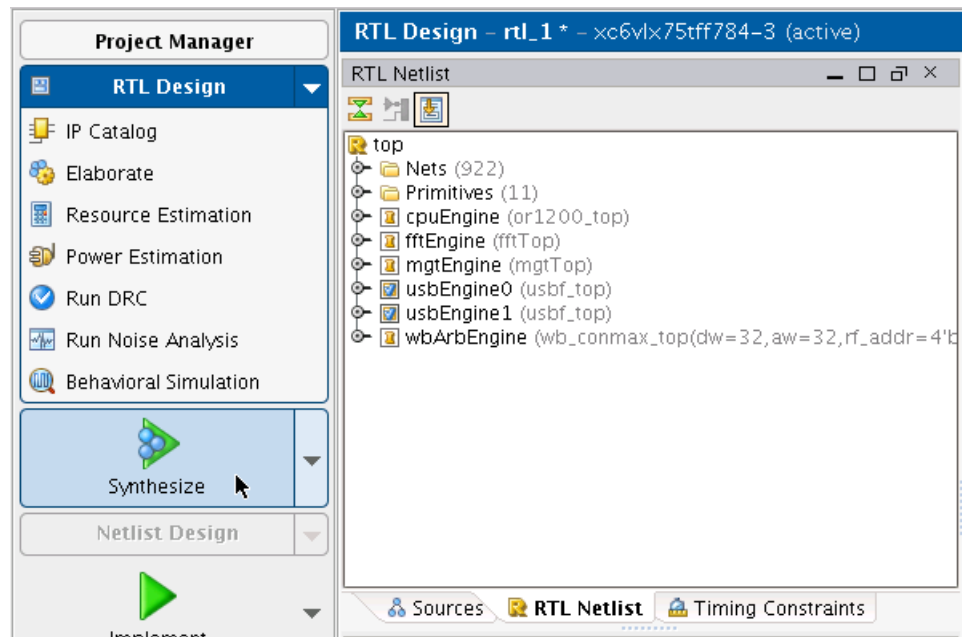 Project Manager
RTL Design
IP Catalog
Elaborate
Resource Estimation
Power Estimation
Run DRC
Run Noise Analysis
Behavioral Simulation
Synthesize
Netlist Design
Implement
RTL Design – rtl_1 * – xc6vlx75tff784–3 (active)
RTL Netlist
top
Nets (922)
Primitives (11)
cpuEngine (or1200_top)
fftEngine (fftTop)
mgtEngine (mgtTop)
usbEngine0 (usbf_top)
usbEngine1 (usbf_top)
wbArbEngine (wb_conmax_top(dw=32,aw=32,rf_addr=4'b
Sources RTL Netlist Timing Constraints